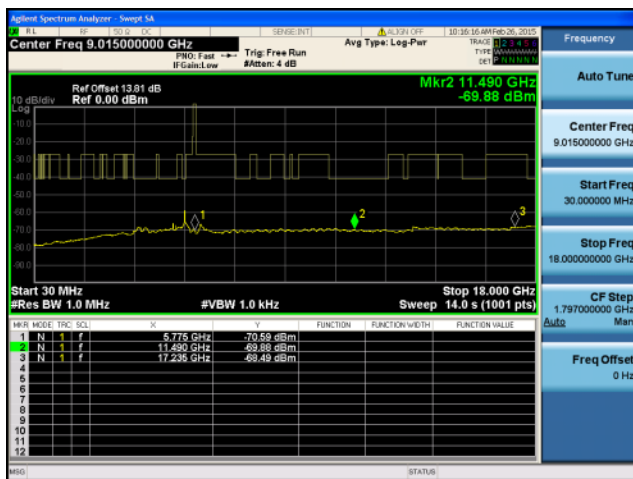 Agilent Spectrum Analyzer - Swept SA
RL RF 50 Ω DC SENSE:INT ALIGN OFF 10:16:16 AM Feb 26, 2015
Center Freq 9.015000000 GHz
PNO: Fast
IFGain:Low
Trig: Free Run
#Atten: 4 dB
Avg Type: Log-Pwr
TRACE 1 2 3 4 5 6
TYPE
DET P N N N N N
Ref Offset 13.81 dB
Ref 0.00 dBm
10 dB/div
Log
Mkr2 11.490 GHz
-69.88 dBm
-10.0
-20.0
-30.0
-40.0
-50.0
-60.0
-70.0
-80.0
-90.0
1
2
3
Start 30 MHz
#Res BW 1.0 MHz
#VBW 1.0 kHz
Stop 18.000 GHz
Sweep 14.0 s (1001 pts)
MKR MODE TRC SCL X Y FUNCTION FUNCTION WIDTH FUNCTION VALUE
1 N 1 f 5.775 GHz -70.59 dBm
2 N 1 f 11.490 GHz -69.88 dBm
3 N 1 f 17.235 GHz -68.49 dBm
4
5
6
7
8
9
10
11
12
MSG
STATUS
Frequency
Auto Tune
Center Freq
9.015000000 GHz
Start Freq
30.000000 MHz
Stop Freq
18.000000000 GHz
CF Step
1.797000000 GHz
Auto Man
Freq Offset
0 Hz